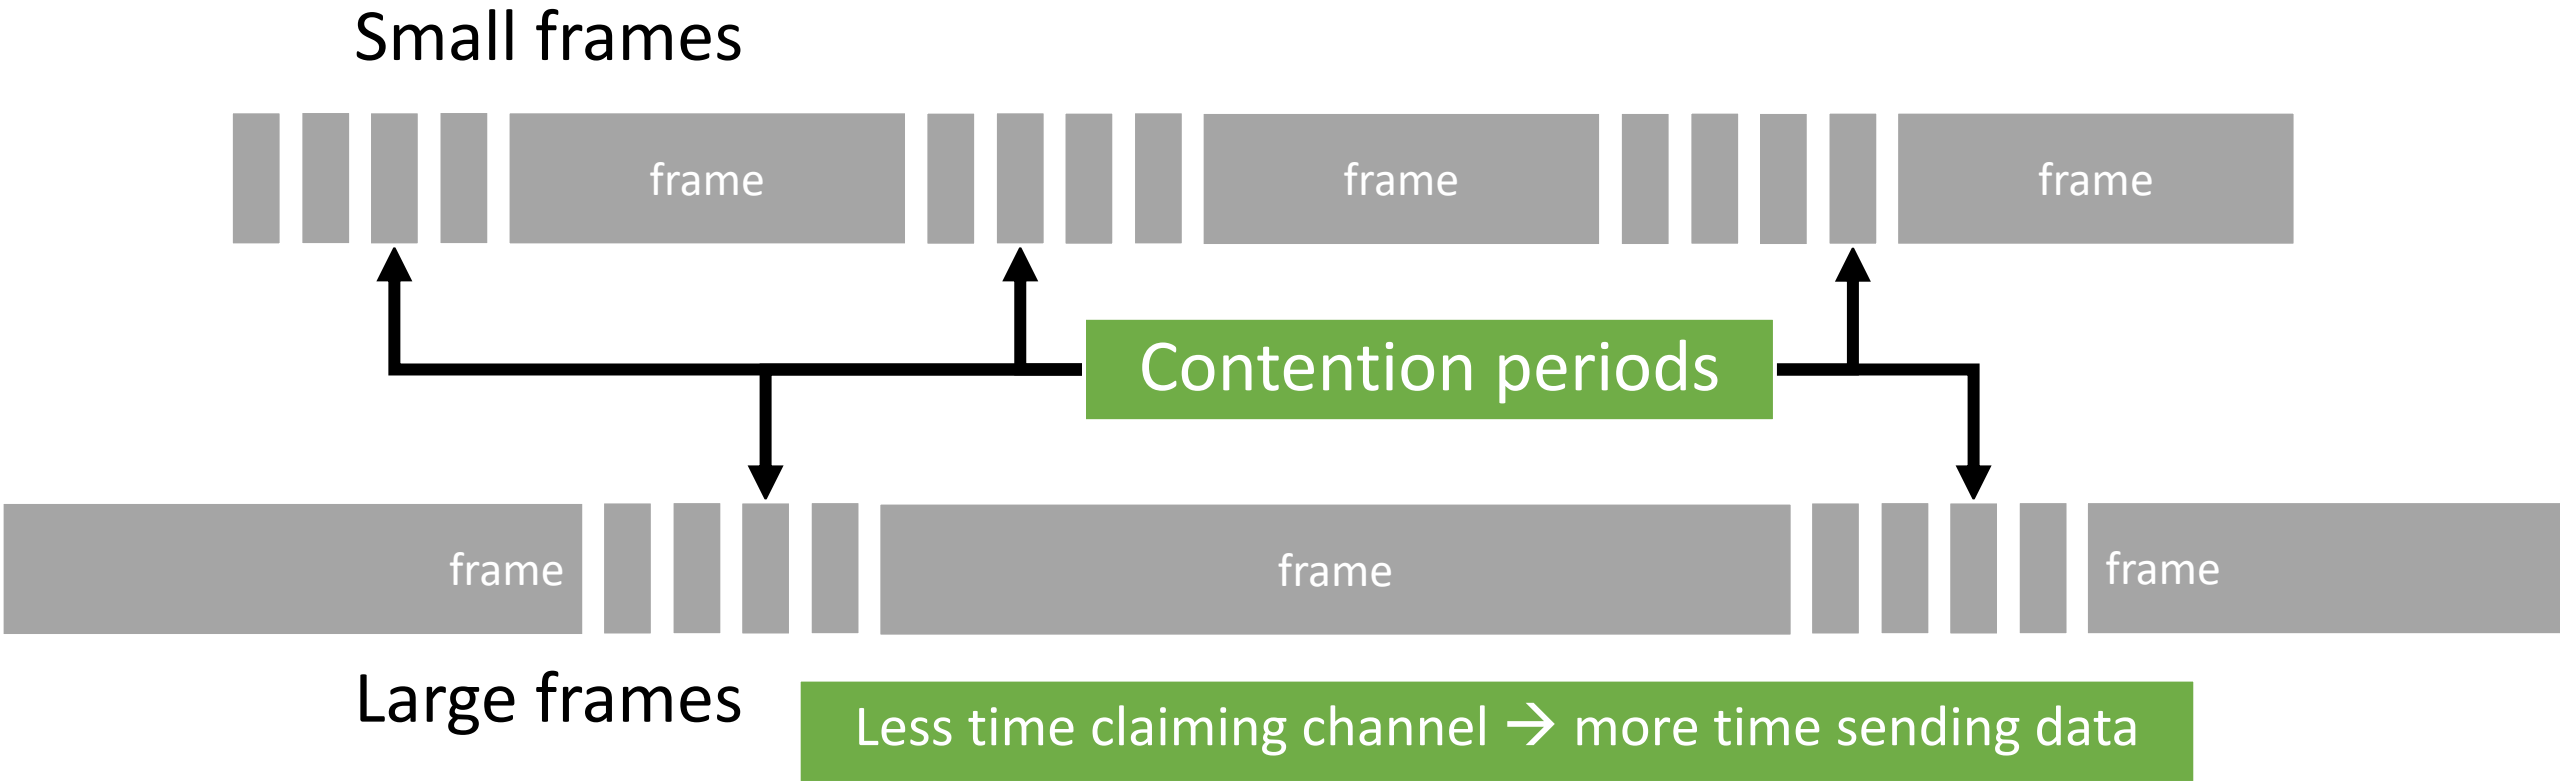 Small frames
frame
frame
frame
Contention periods
frame
frame
frame
Large frames
Less time claiming channel → more time sending data